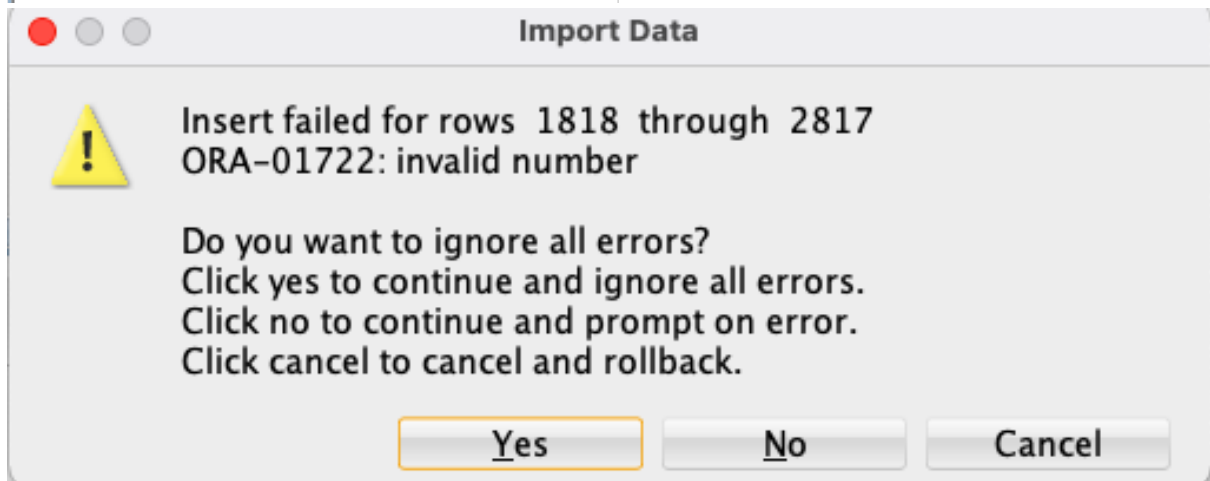 Import Data
Insert failed for rows  1818  through  2817
ORA-01722: invalid number
Do you want to ignore all errors?
Click yes to continue and ignore all errors.
Click no to continue and prompt on error.
Click cancel to cancel and rollback.
Yes No Cancel